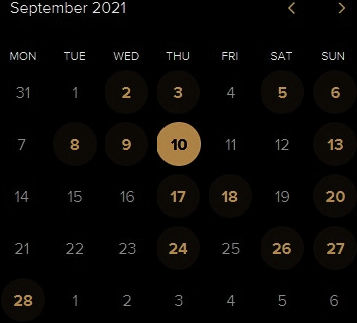 September 2021
MON TUE WED THU FRI SAT SUN
31 1 2 3 4 5 6
7 8 9 10 11 12 13
14 15 16 17 18 19 20
21 22 23 24 25 26 27
28 1 2 3 4 5 6